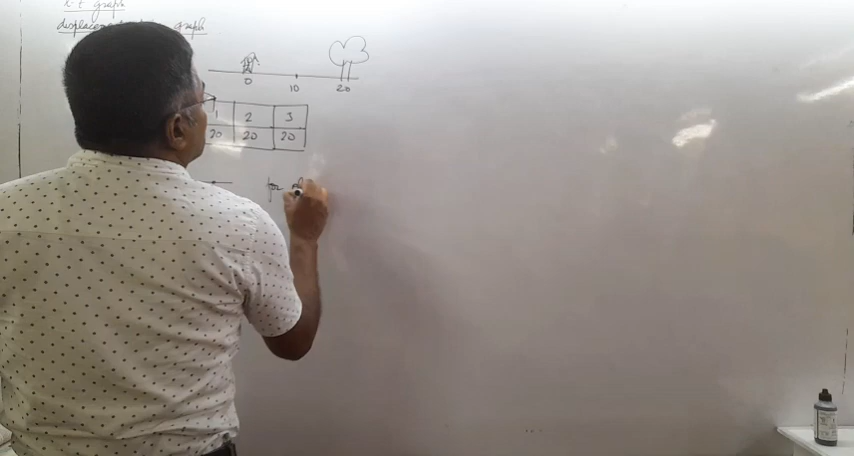 x-t graph
displacement graph
0 10 20
1 2 3
20 20 20
for